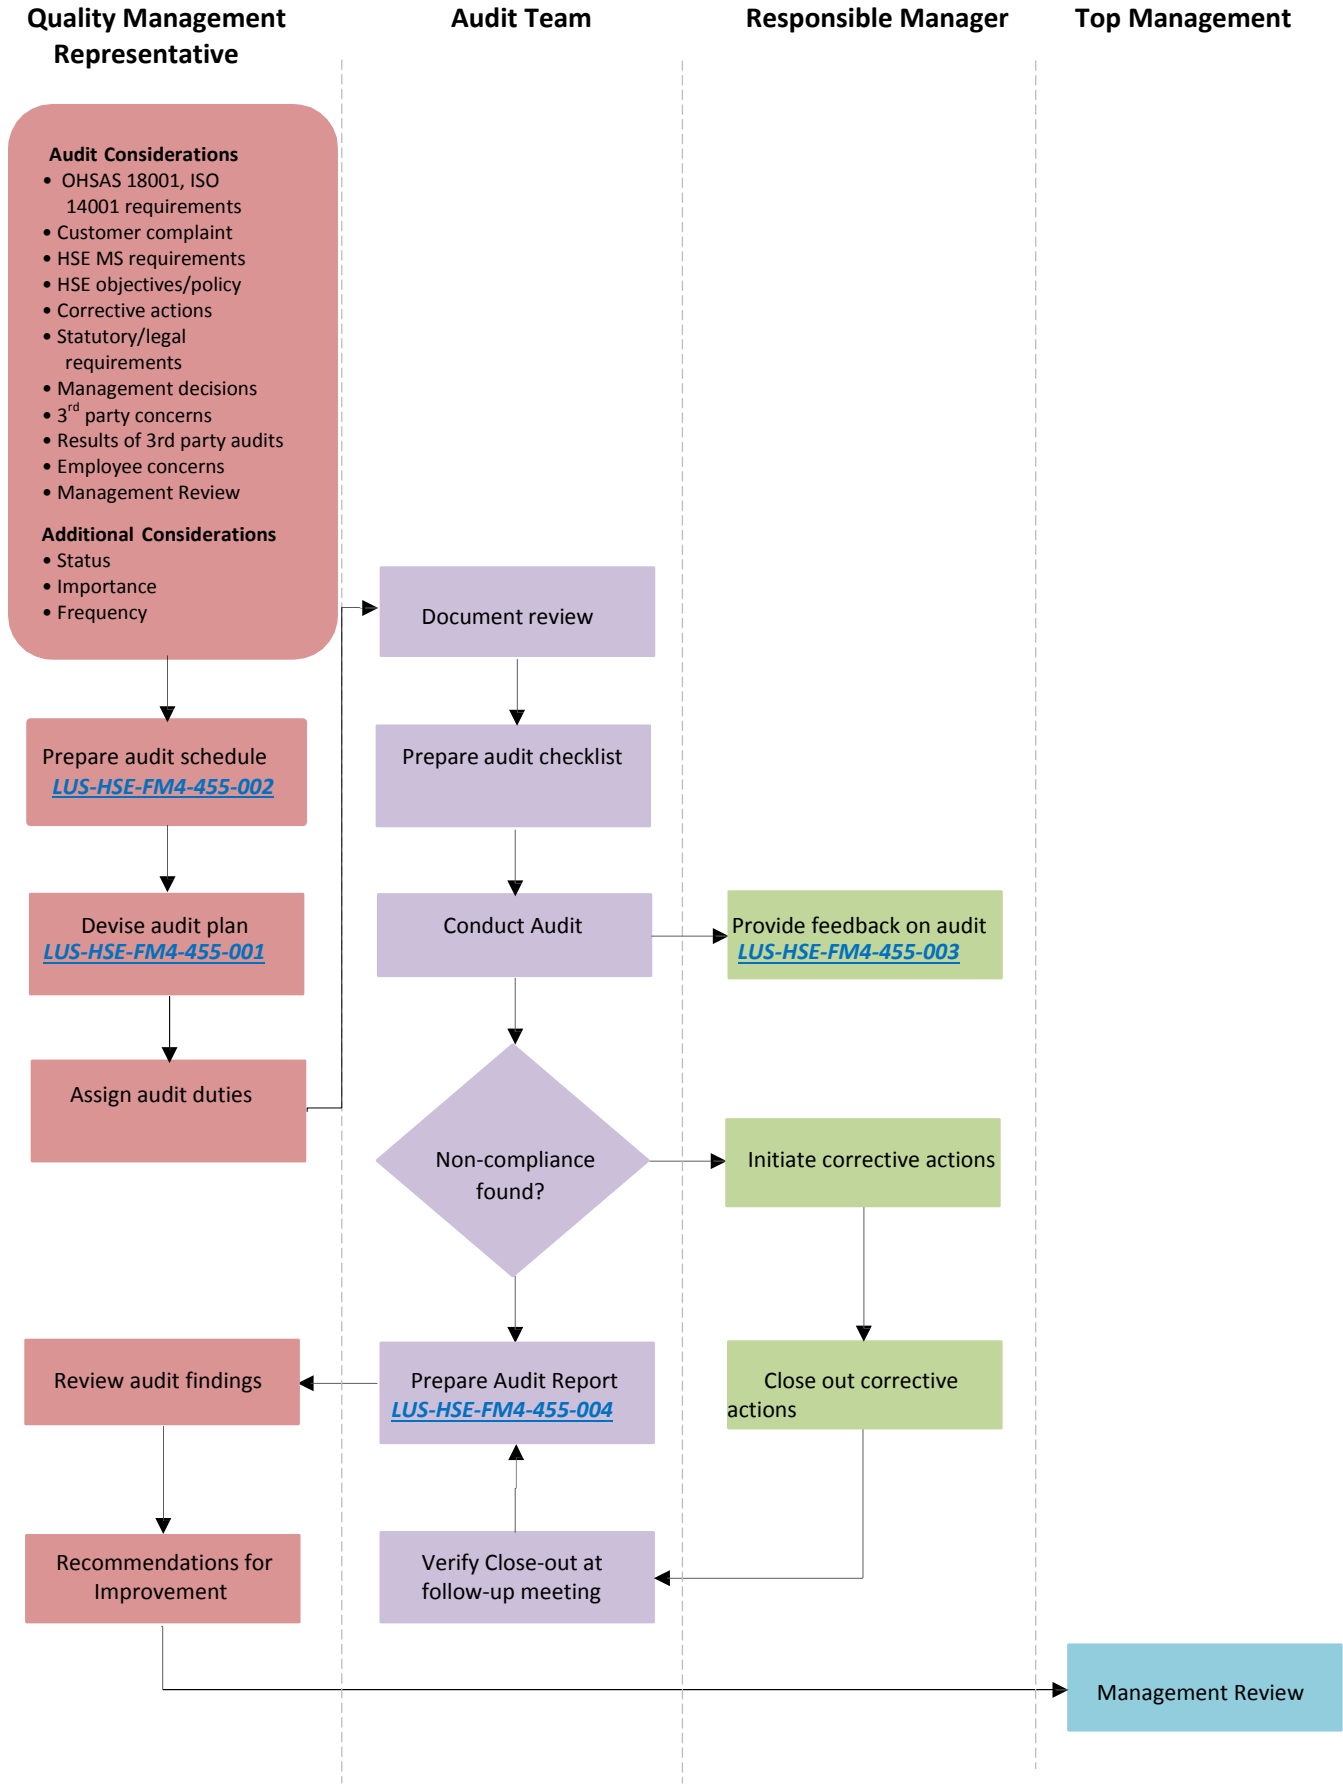 Quality Management
Representative
Audit Team
Responsible Manager
Top Management
Audit Considerations
• OHSAS 18001, ISO
14001 requirements
• Customer complaint
• HSE MS requirements
• HSE objectives/policy
• Corrective actions
• Statutory/legal
requirements
• Management decisions
• 3rd party concerns
• Results of 3rd party audits
• Employee concerns
• Management Review
Additional Considerations
• Status
• Importance
• Frequency
Document review
Prepare audit schedule
LUS-HSE-FM4-455-002
Prepare audit checklist
Devise audit plan
LUS-HSE-FM4-455-001
Conduct Audit
Provide feedback on audit
LUS-HSE-FM4-455-003
Assign audit duties
Non-compliance
found?
Initiate corrective actions
Review audit findings
Prepare Audit Report
LUS-HSE-FM4-455-004
Close out corrective
actions
Recommendations for
Improvement
Verify Close-out at
follow-up meeting
Management Review